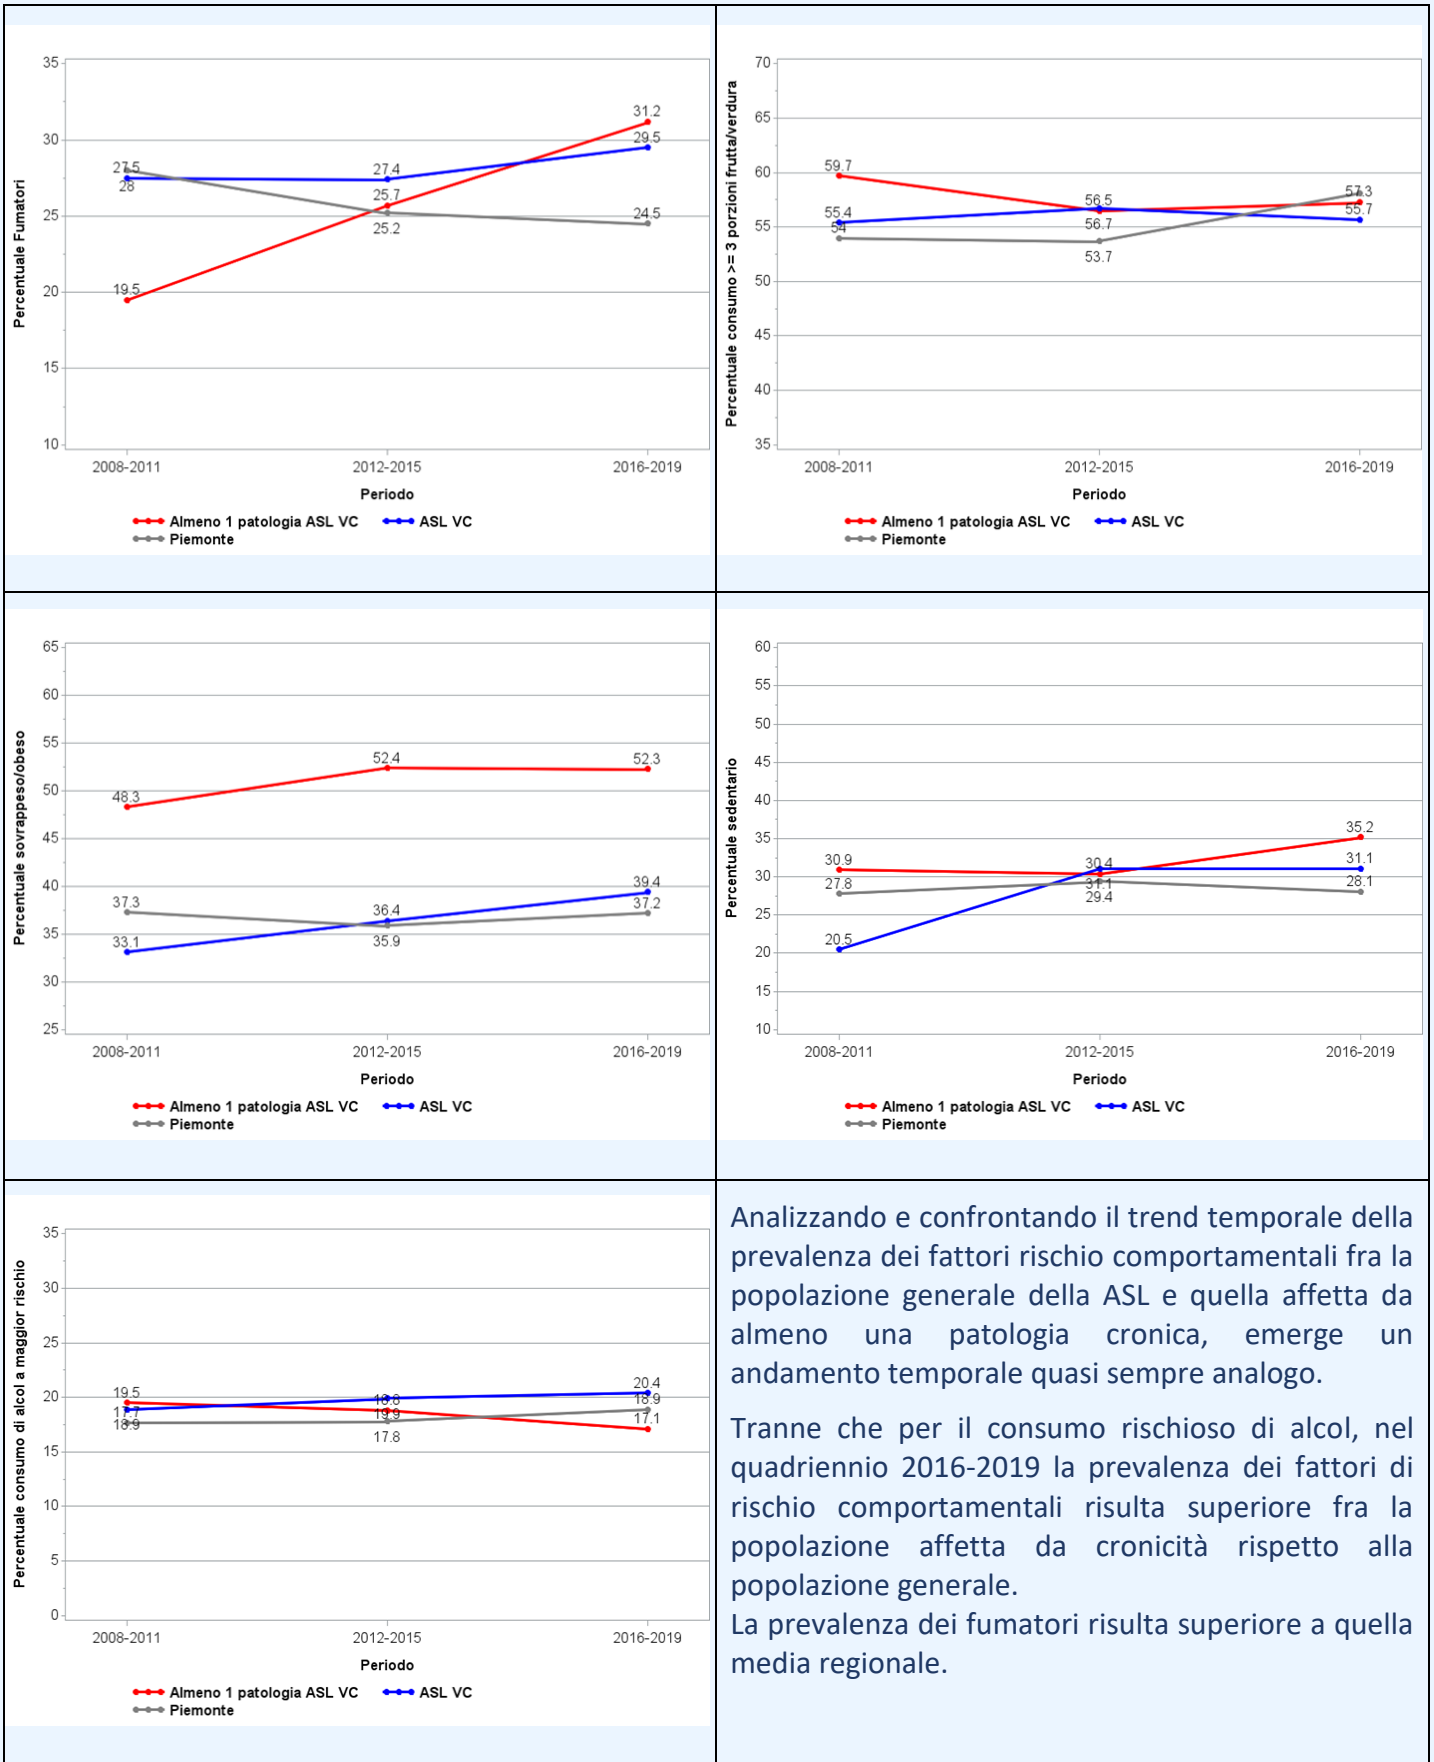 Percentuale Fumatori
35
30
25
20
15
10
27.5
28
19.5
27.4
25.7
25.2
31.2
29.5
24.5
2008-2011
2012-2015
2016-2019
Periodo
Almeno 1 patologia ASL VC
ASL VC
Piemonte
Percentuale consumo >= 3 porzioni frutta/verdura
70
65
60
55
50
45
40
35
59.7
55.4
54
56.5
56.7
53.7
57.3
55.7
2008-2011
2012-2015
2016-2019
Periodo
Almeno 1 patologia ASL VC
ASL VC
Piemonte
Percentuale sovrappeso/obeso
65
60
55
50
45
40
35
30
25
48.3
37.3
33.1
52.4
36.4
35.9
52.3
39.4
37.2
2008-2011
2012-2015
2016-2019
Periodo
Almeno 1 patologia ASL VC
ASL VC
Piemonte
Percentuale sedentario
60
55
50
45
40
35
30
25
20
15
10
30.9
27.8
20.5
30.4
31.1
29.4
35.2
31.1
28.1
2008-2011
2012-2015
2016-2019
Periodo
Almeno 1 patologia ASL VC
ASL VC
Piemonte
Percentuale consumo di alcol a maggior rischio
35
30
25
20
15
10
5
0
19.5
17.7
18.9
18.8
19.9
17.8
20.4
18.9
17.1
2008-2011
2012-2015
2016-2019
Periodo
Almeno 1 patologia ASL VC
ASL VC
Piemonte
Analizzando e confrontando il trend temporale della
prevalenza dei fattori rischio comportamentali fra la
popolazione generale della ASL e quella affetta da
almeno una patologia cronica, emerge un
andamento temporale quasi sempre analogo.
Tranne che per il consumo rischioso di alcol, nel
quadriennio 2016-2019 la prevalenza dei fattori di
rischio comportamentali risulta superiore fra la
popolazione affetta da cronicità rispetto alla
popolazione generale.
La prevalenza dei fumatori risulta superiore a quella
media regionale.